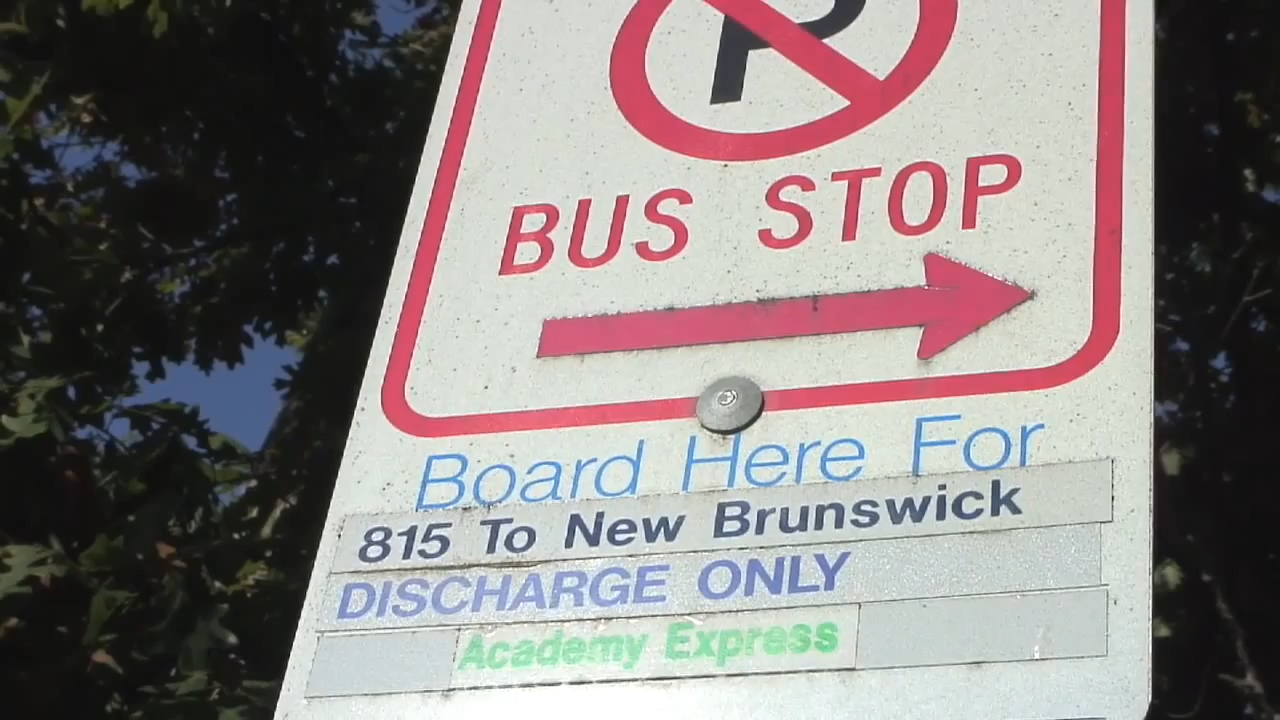 P
BUS STOP
Board Here For
815 To New Brunswick
DISCHARGE ONLY
Academy Express